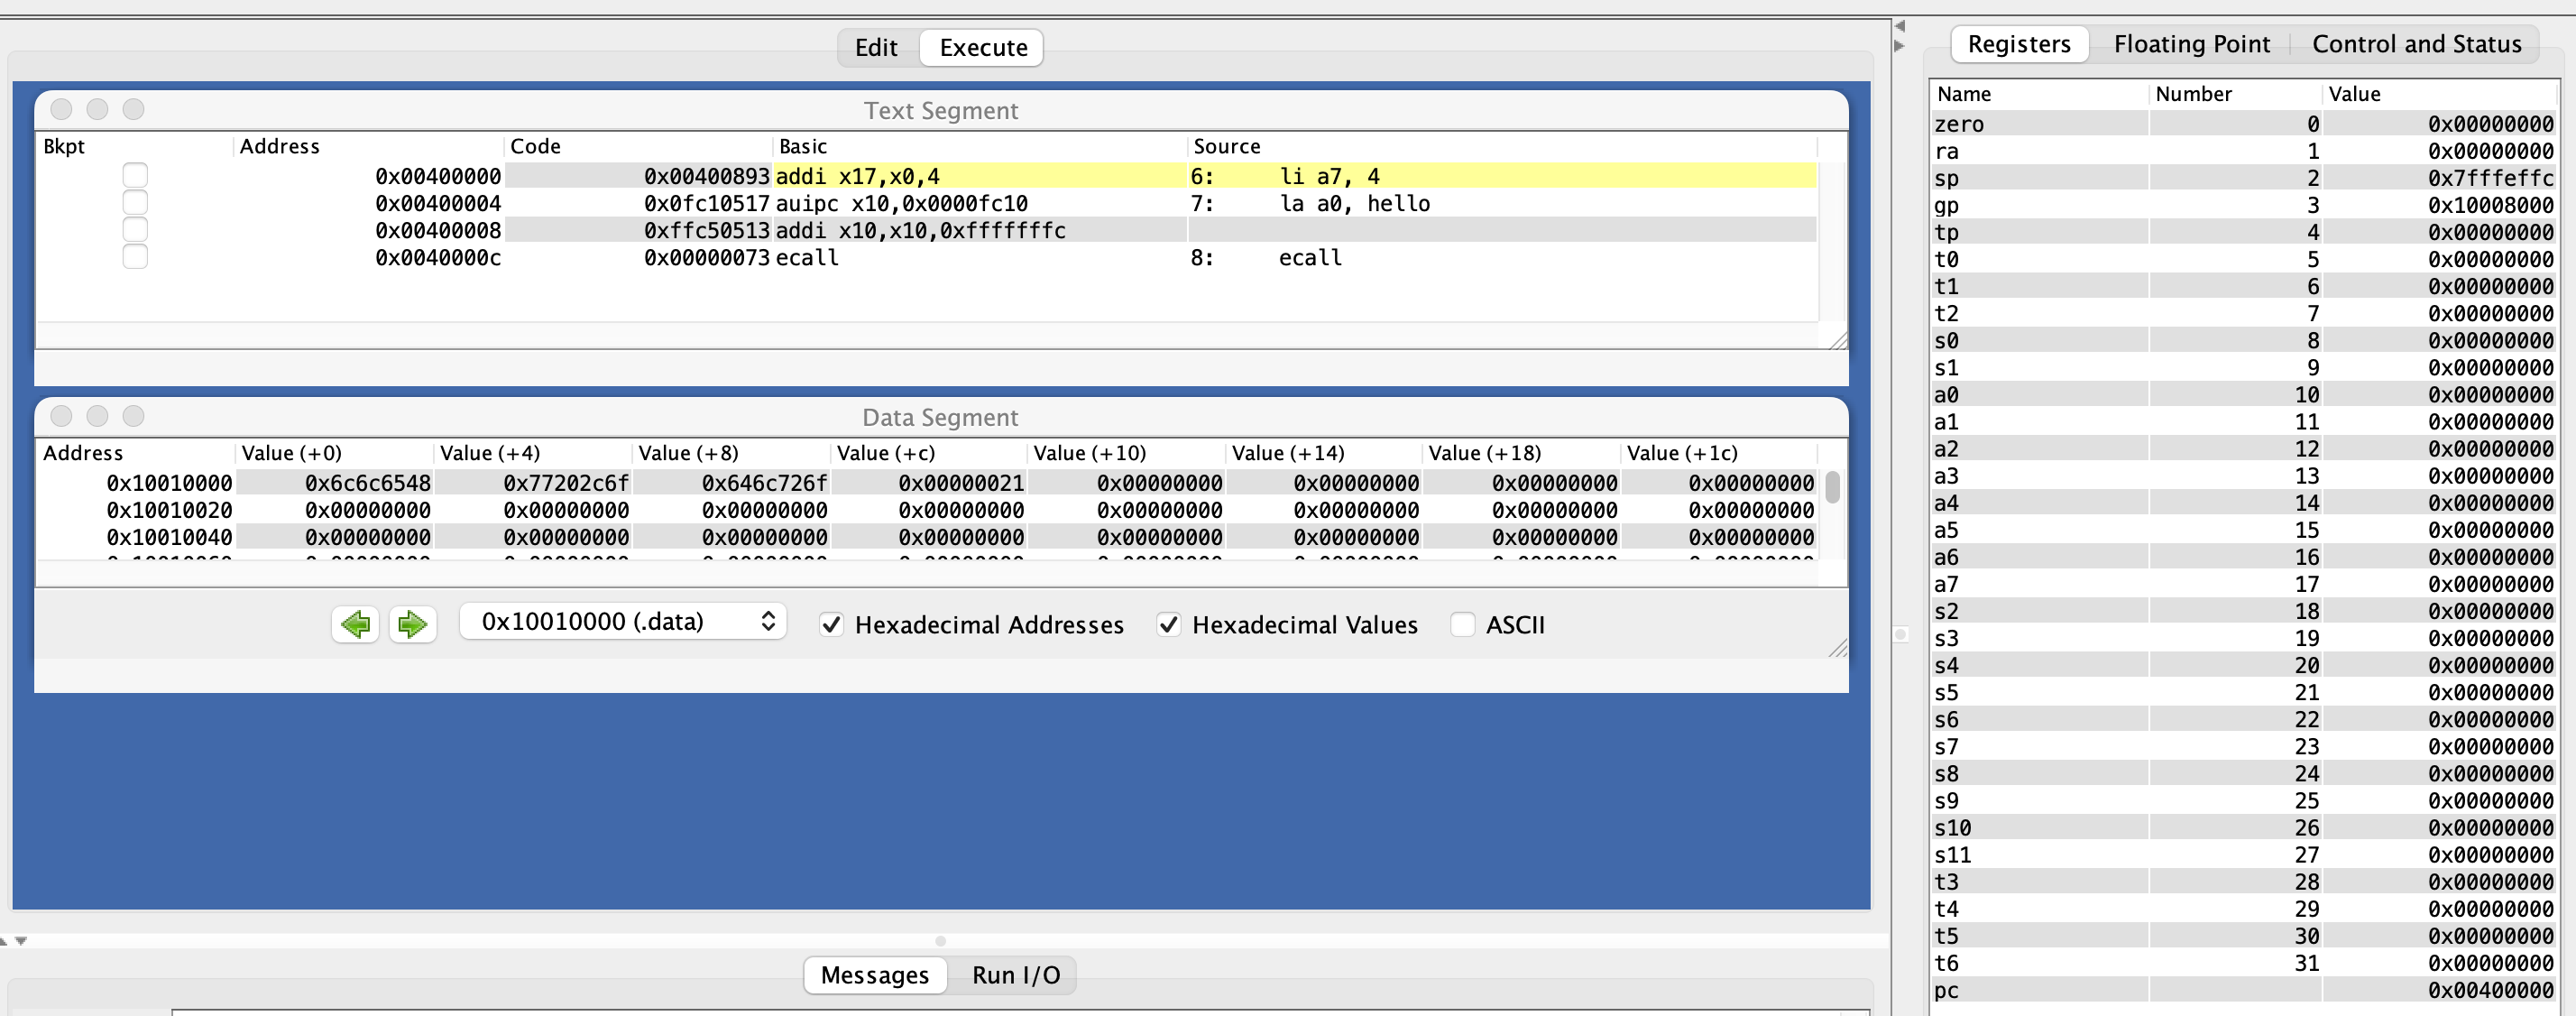 Edit Execute
Text Segment
Bkpt Address Code Basic Source
0x00400000 0x00400893 addi x17,x0,4 6: li a7, 4
0x00400004 0x0fc10517 auipc x10,0x0000fc10 7: la a0, hello
0x00400008 0xffc50513 addi x10,x10,0xfffffffc
0x0040000c 0x00000073 ecall 8: ecall
Data Segment
Address Value (+0) Value (+4) Value (+8) Value (+c) Value (+10) Value (+14) Value (+18) Value (+1c)
0x10010000 0x6c6c6548 0x77202c6f 0x646c726f 0x00000021 0x00000000 0x00000000 0x00000000 0x00000000
0x10010020 0x00000000 0x00000000 0x00000000 0x00000000 0x00000000 0x00000000 0x00000000 0x00000000
0x10010040 0x00000000 0x00000000 0x00000000 0x00000000 0x00000000 0x00000000 0x00000000 0x00000000
0x10010000 (.data) Hexadecimal Addresses Hexadecimal Values ASCII
Messages Run I/O
Registers Floating Point Control and Status
Name Number Value
zero 0 0x00000000
ra 1 0x00000000
sp 2 0x7fffeffc
gp 3 0x10008000
tp 4 0x00000000
t0 5 0x00000000
t1 6 0x00000000
t2 7 0x00000000
s0 8 0x00000000
s1 9 0x00000000
a0 10 0x00000000
a1 11 0x00000000
a2 12 0x00000000
a3 13 0x00000000
a4 14 0x00000000
a5 15 0x00000000
a6 16 0x00000000
a7 17 0x00000000
s2 18 0x00000000
s3 19 0x00000000
s4 20 0x00000000
s5 21 0x00000000
s6 22 0x00000000
s7 23 0x00000000
s8 24 0x00000000
s9 25 0x00000000
s10 26 0x00000000
s11 27 0x00000000
t3 28 0x00000000
t4 29 0x00000000
t5 30 0x00000000
t6 31 0x00000000
pc 0x00400000